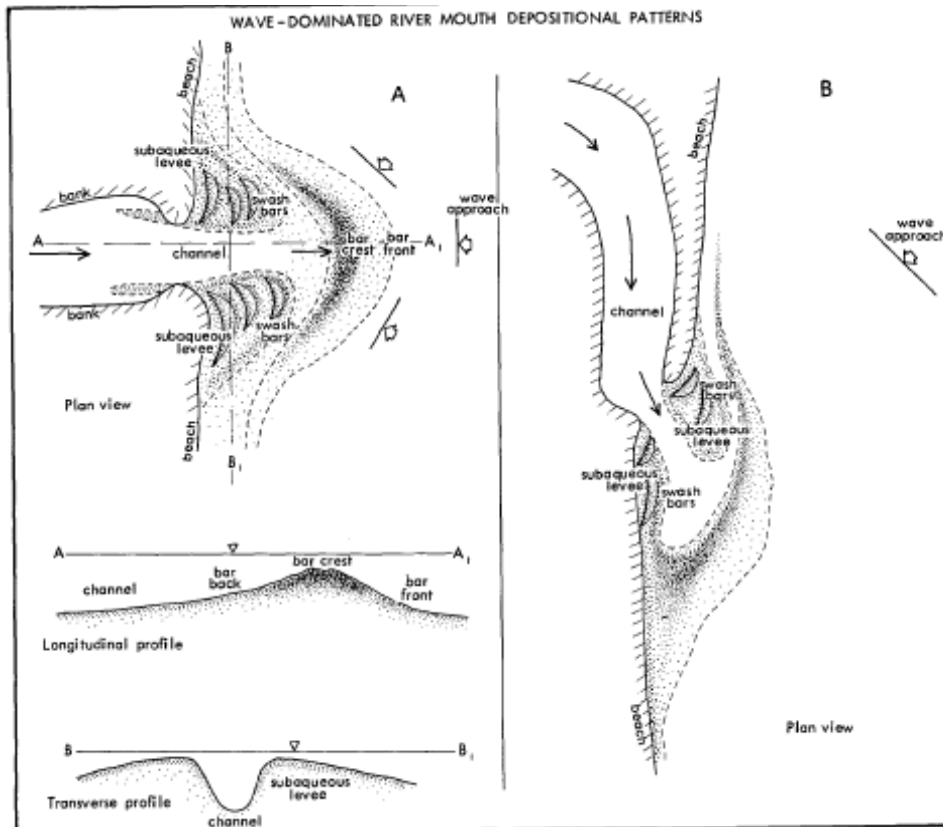 WAVE-DOMINATED RIVER MOUTH DEPOSITIONAL PATTERNS
A
B
beach
subaqueous
levee
swash
bars
bank
A
channel
bar
crest
bar
front
A₁
wave
approach
bank
subaqueous
levee
swash
bars
Plan view
beach
B₁
A
A₁
channel
bar
back
bar crest
bar
front
Longitudinal profile
B
B₁
subaqueous
levee
Transverse profile
channel
B
beach
wave
approach
channel
swash
bars
subaqueous
levee
subaqueous
levee
swash
bars
beach
Plan view